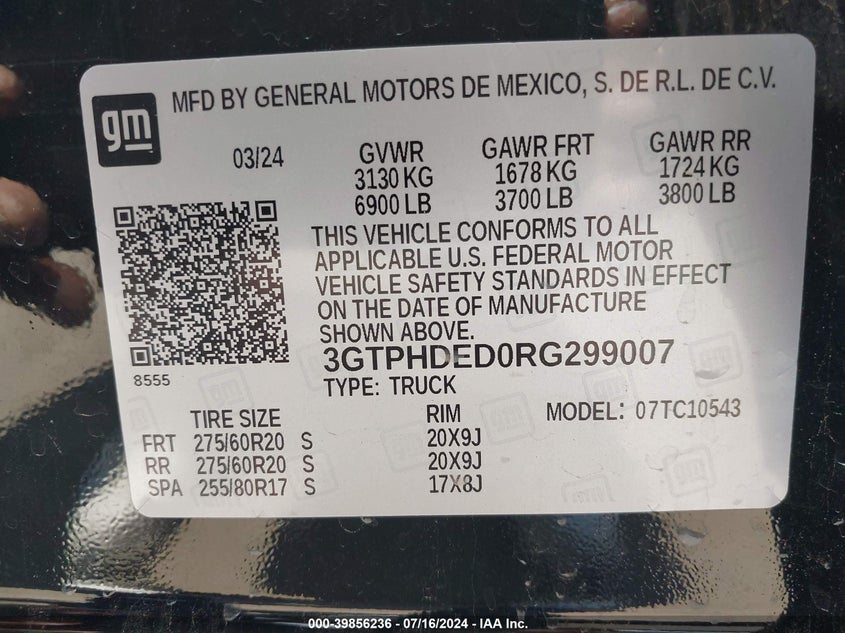 gm
MFD BY GENERAL MOTORS DE MEXICO, S. DE R.L. DE C.V.
03/24
GVWR
3130 KG
6900 LB
GAWR FRT
1678 KG
3700 LB
GAWR RR
1724 KG
3800 LB
THIS VEHICLE CONFORMS TO ALL
APPLICABLE U.S. FEDERAL MOTOR
VEHICLE SAFETY STANDARDS IN EFFECT
ON THE DATE OF MANUFACTURE
SHOWN ABOVE.
3GTPHDED0RG299007
8555
TYPE: TRUCK
TIRE SIZE RIM MODEL: 07TC10543
FRT 275/60R20 S 20X9J
RR 275/60R20 S 20X9J
SPA 255/80R17 S 17X8J
000-39856236 - 07/16/2024 - IAA Inc.